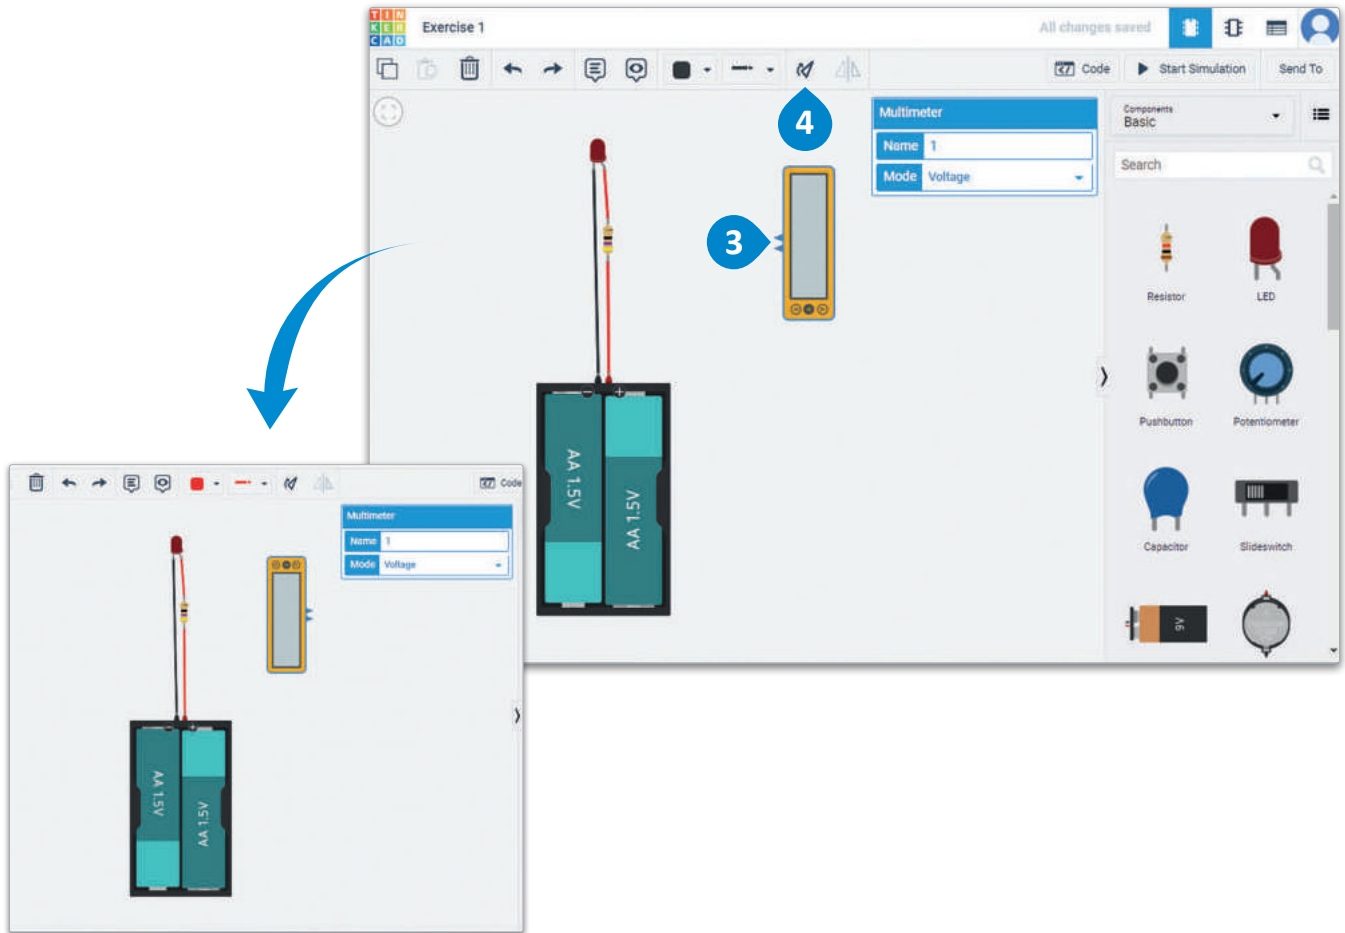 TIN
KER
CAD
Exercise 1
All changes saved
Code
Start Simulation
Send To
4
Multimeter
Name 1
Mode Voltage
Components
Basic
Search
3
Resistor
LED
Pushbutton
Potentiometer
Capacitor
Slideswitch
9V
AA 1.5V
AA 1.5V
Code
Multimeter
Name 1
Mode Voltage
AA 1.5V
AA 1.5V